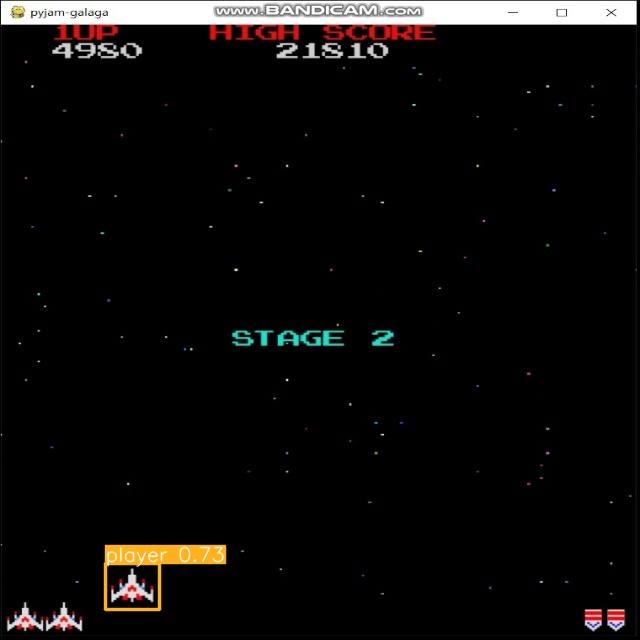 pyjam-galaga
www.BANDICAM.com
1UP HIGH SCORE
4980 21810
STAGE 2
player 0.73